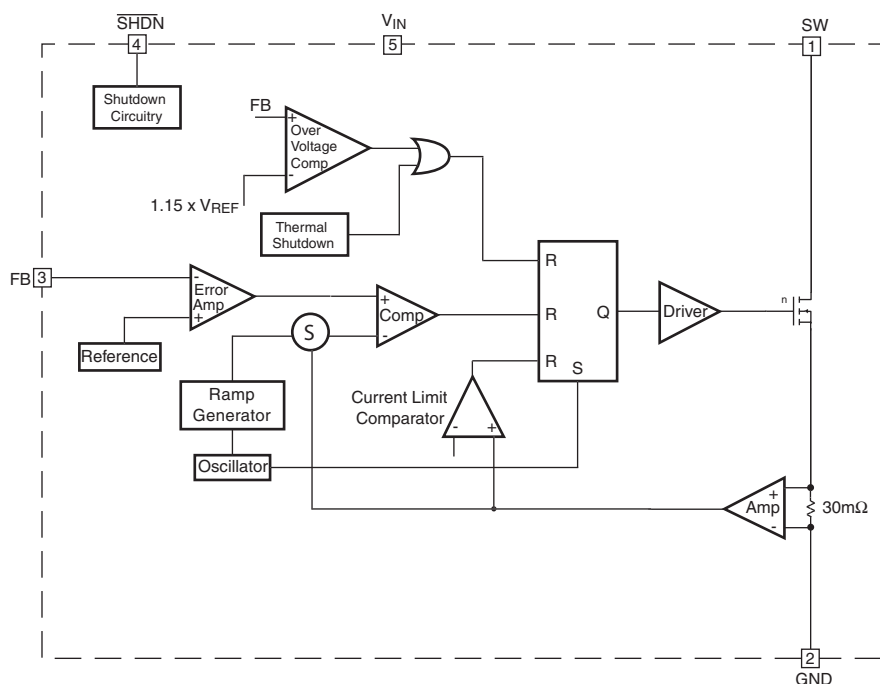 SHDN
VIN
SW
4
5
1
Shutdown
Circuitry
FB
+
Over
Voltage
Comp
-
1.15 x VREF
Thermal
Shutdown
FB
3
-
Error
Amp
+
Reference
+
Comp
-
S
R
R
R
Q
S
Driver
n
Ramp
Generator
Current Limit
Comparator
-
+
Oscillator
+
Amp
-
30mΩ
2
GND